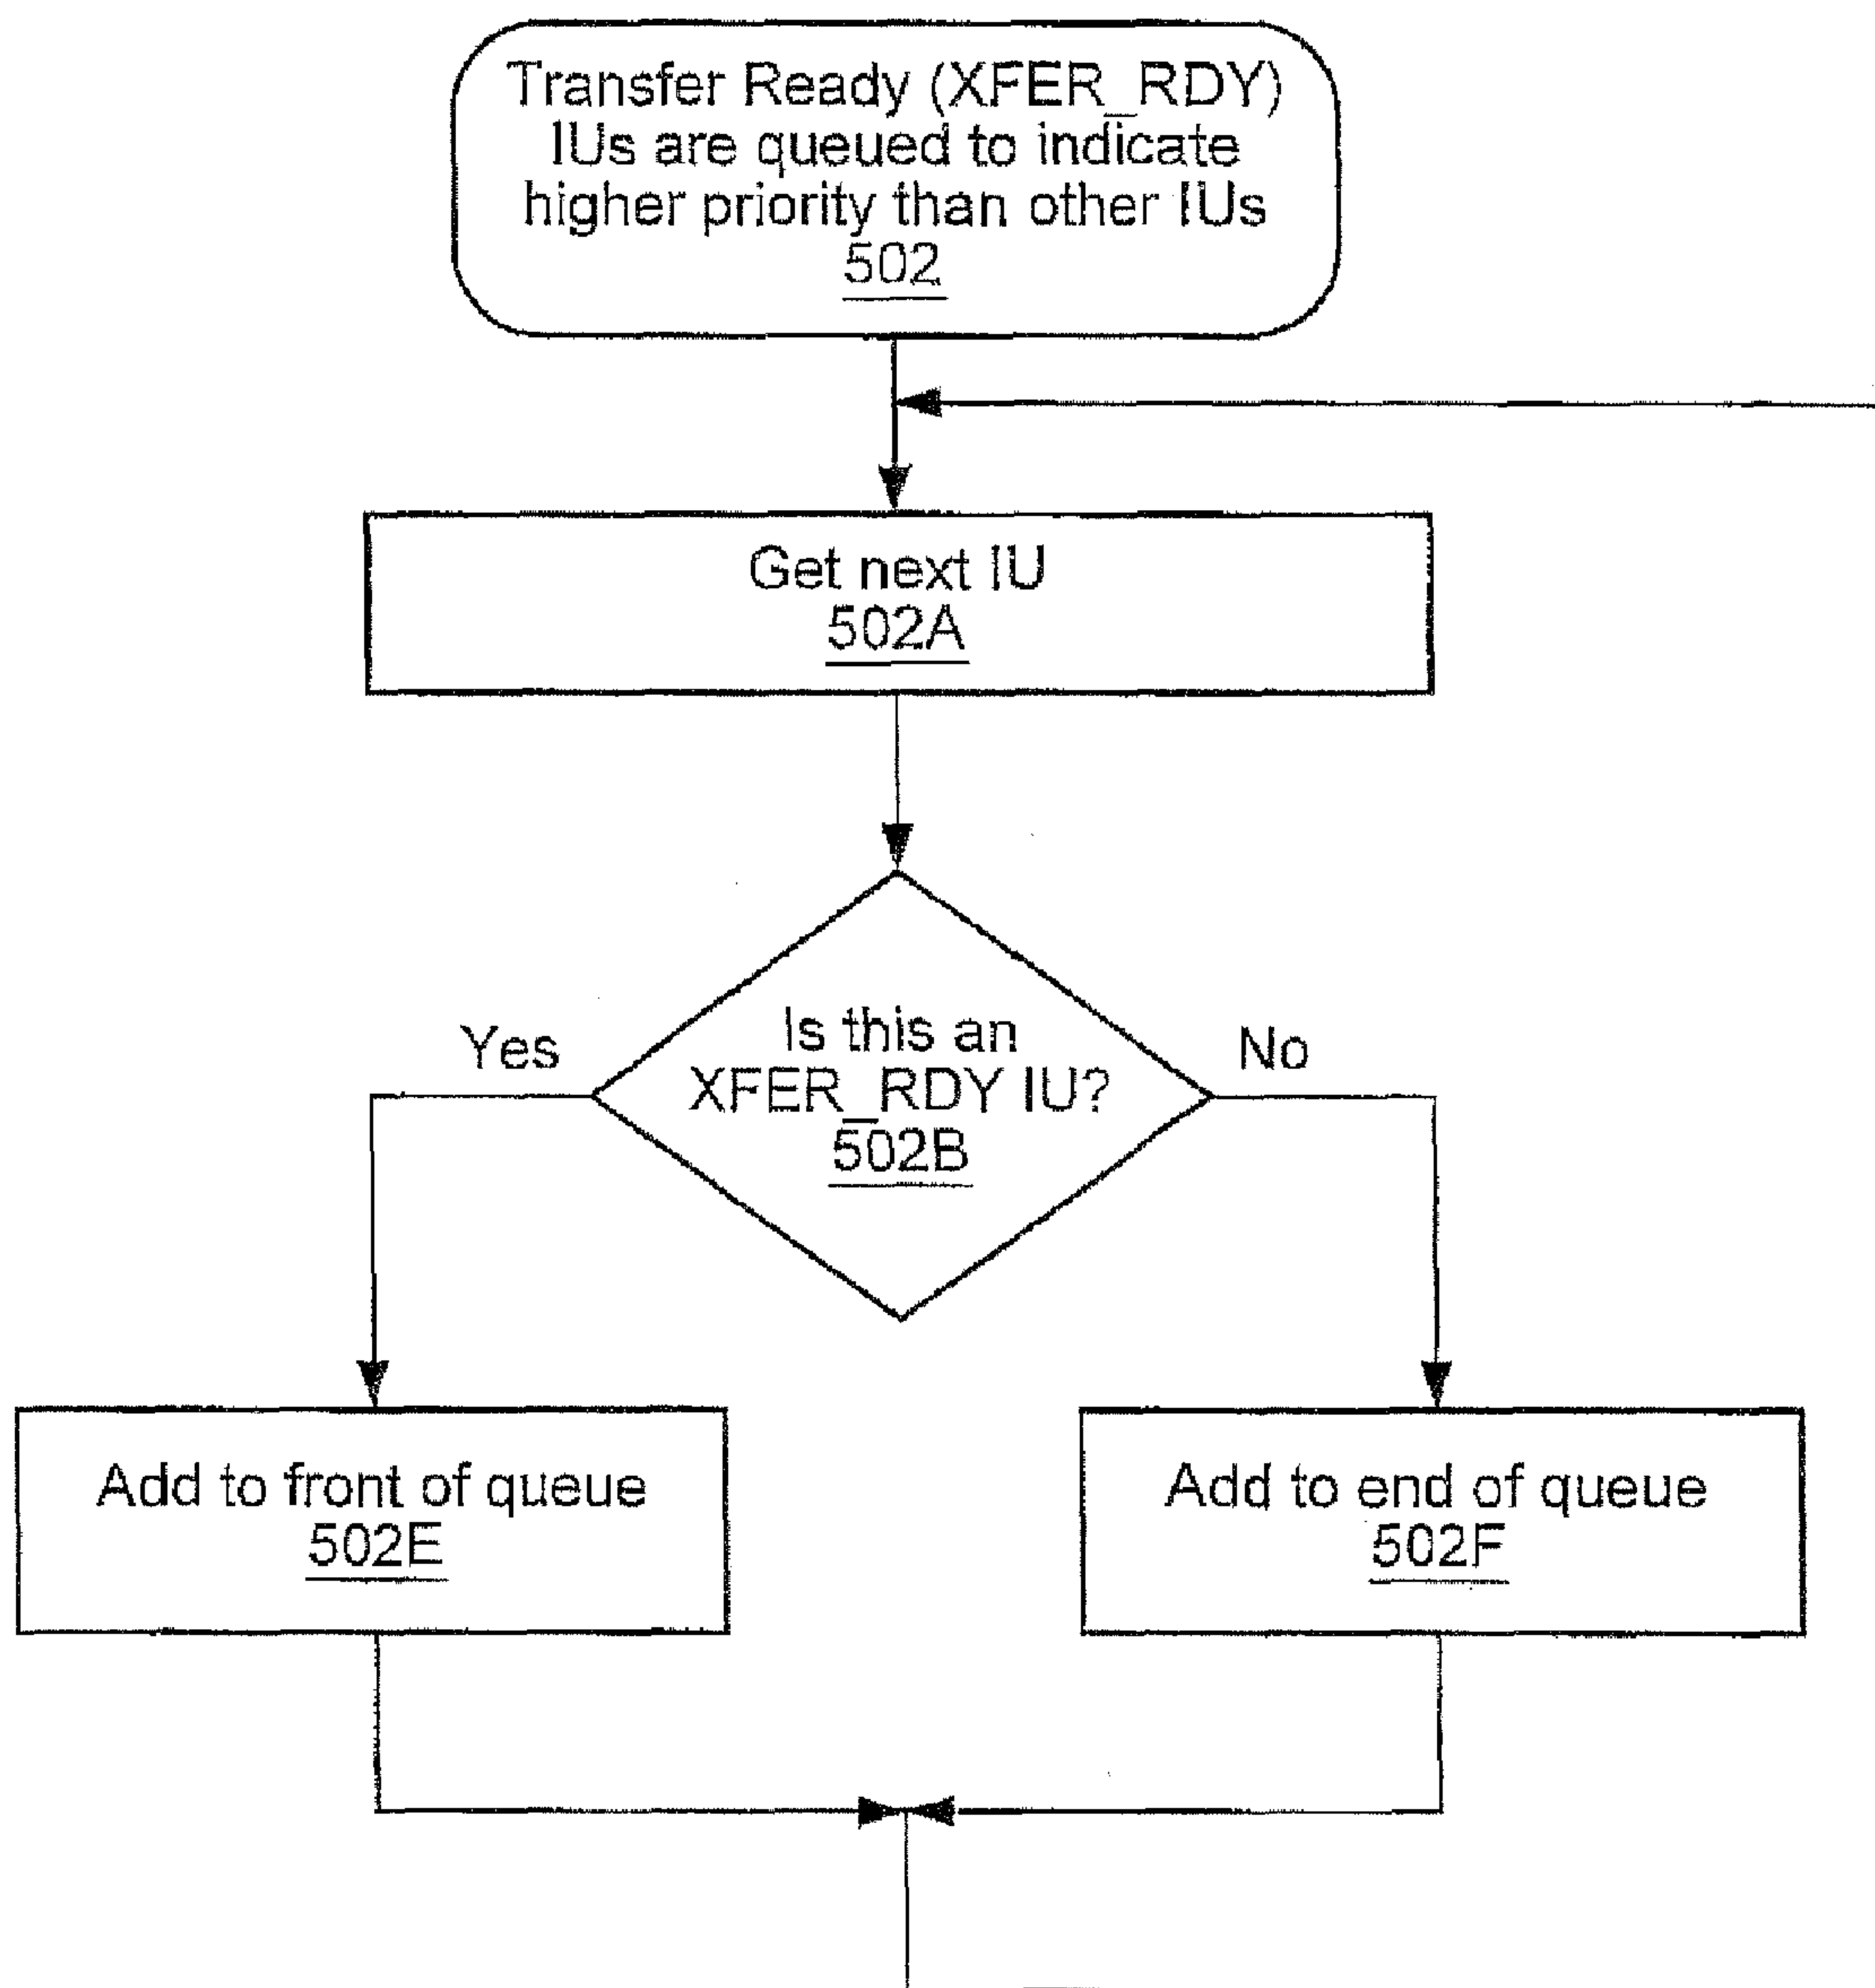 Transfer Ready (XFER_RDY)
IUs are queued to indicate
higher priority than other IUs
502
Get next IU
502A
Yes
No
Is this an
XFER_RDY IU?
502B
Add to front of queue
502E
Add to end of queue
502F